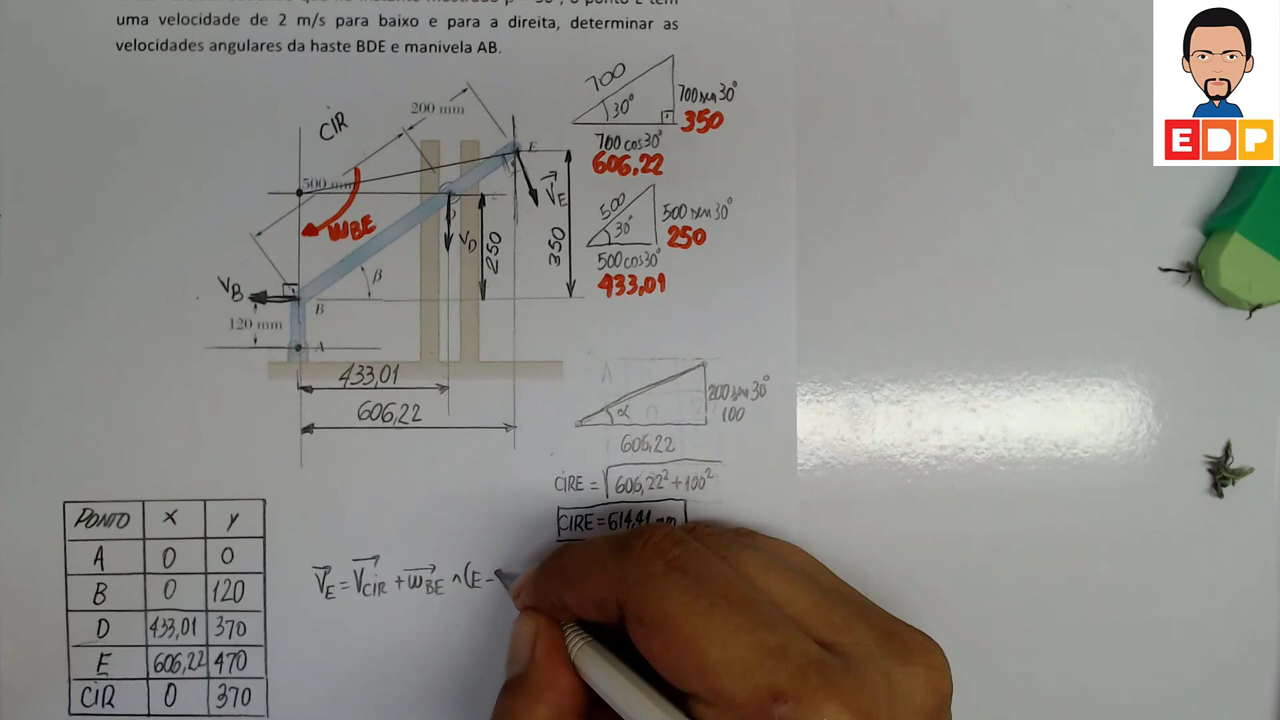 uma velocidade de 2 m/s para baixo e para a direita, determinar as
velocidades angulares da haste BDE e manivela AB.
EDP
CIR
200 mm
500 mm
E
V_E
ωBE
D
V_D
250
350
β
V_B
B
120 mm
A
433,01
606,22
700
30°
700 sen 30°
350
700 cos 30°
606,22
500
30°
500 sen 30°
250
500 cos 30°
433,01
α
200 sen 30°
100
606,22
CIRE = √606,22² + 100²
CIRE = 614,41 mm
PONTO X Y
A 0 0
B 0 120
D 433,01 370
E 606,22 470
CIR 0 370
V_E = V_CIR + ω_BE ^ (E -